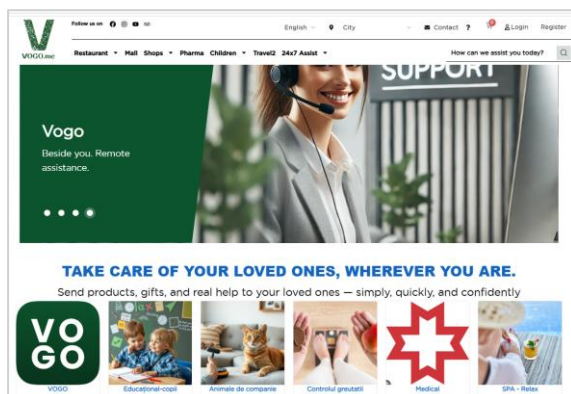 Follow us on
English
City
Contact
?
Login
Register
VOGO.me
Restaurant
Mall
Shops
Pharma
Children
Travel2
24x7 Assist
How can we assist you today?
SUPPORT
Vogo
Beside you. Remote
assistance.
TAKE CARE OF YOUR LOVED ONES, WHEREVER YOU ARE.
Send products, gifts, and real help to your loved ones — simply, quickly, and confidently
VO
GO
VOGO
Educațional-copii
Animale de companie
Controlul greutatii
Medical
SPA - Relax